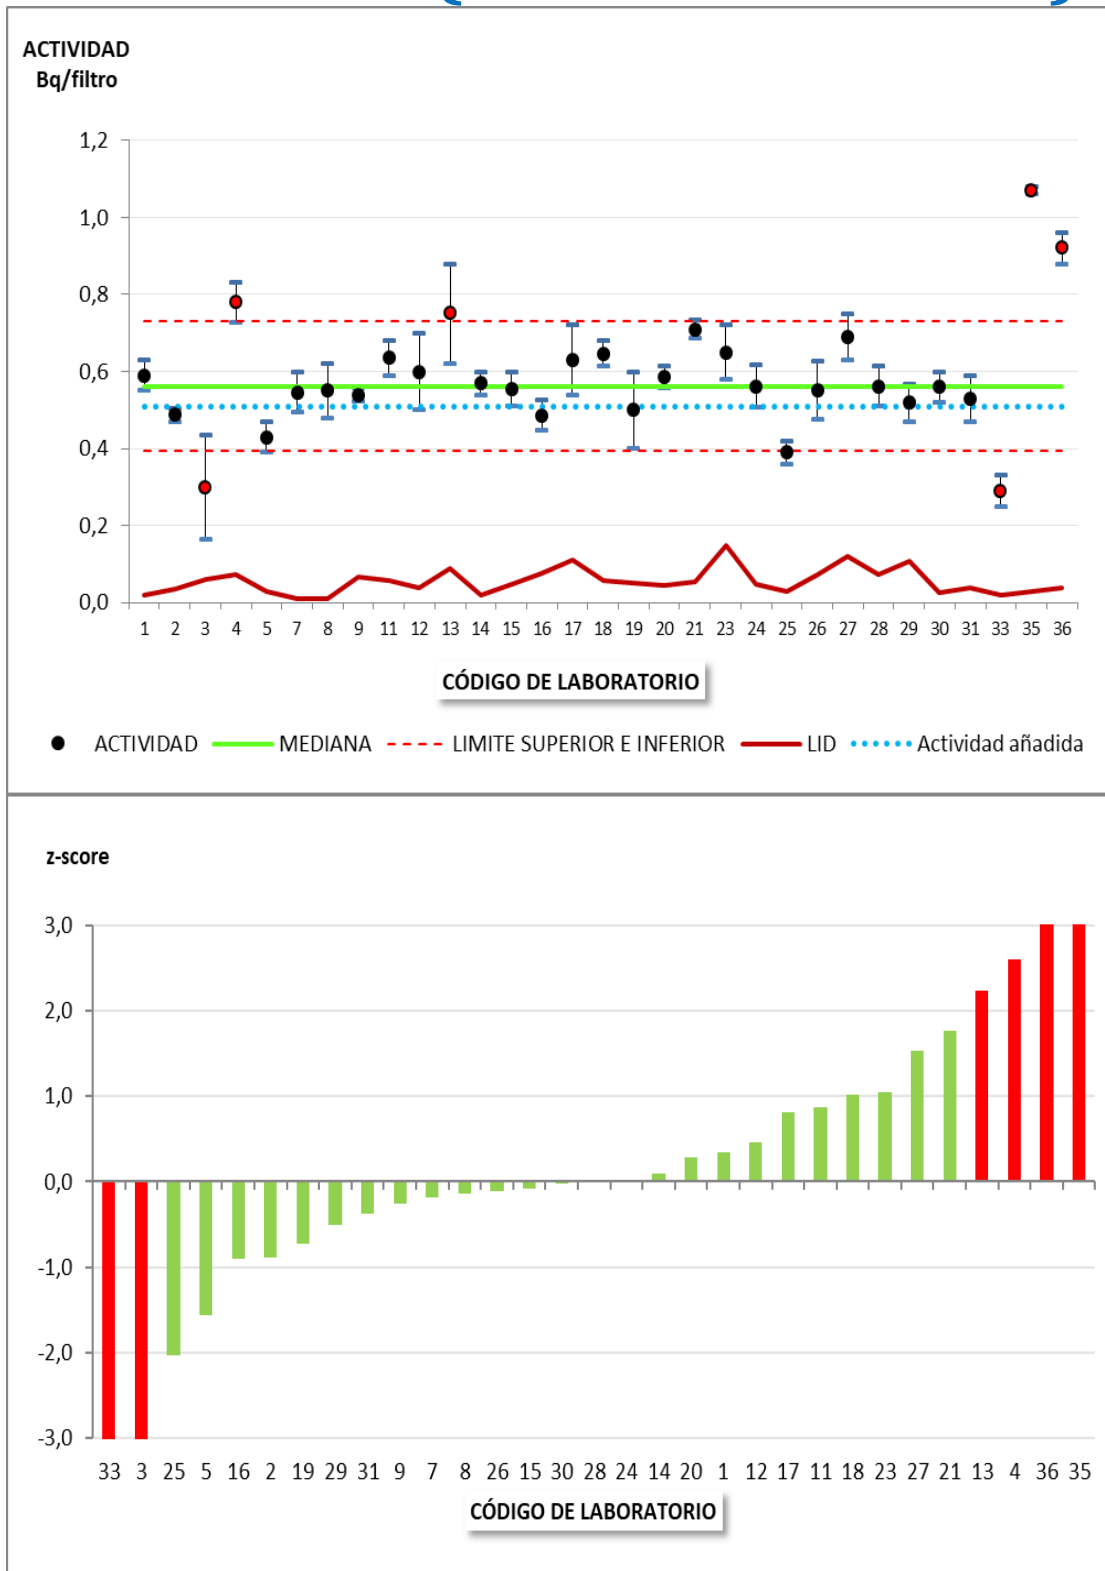 ACTIVIDAD
Bq/filtro
1,2
1,0
0,8
0,6
0,4
0,2
0,0
1 2 3 4 5 7 8 9 11 12 13 14 15 16 17 18 19 20 21 23 24 25 26 27 28 29 30 31 33 35 36
CÓDIGO DE LABORATORIO
ACTIVIDAD MEDIANA LIMITE SUPERIOR E INFERIOR LID Actividad añadida
z-score
3,0
2,0
1,0
0,0
-1,0
-2,0
-3,0
33 3 25 5 16 2 19 29 31 9 7 8 26 15 30 28 24 14 20 1 12 17 11 18 23 27 21 13 4 36 35
CÓDIGO DE LABORATORIO